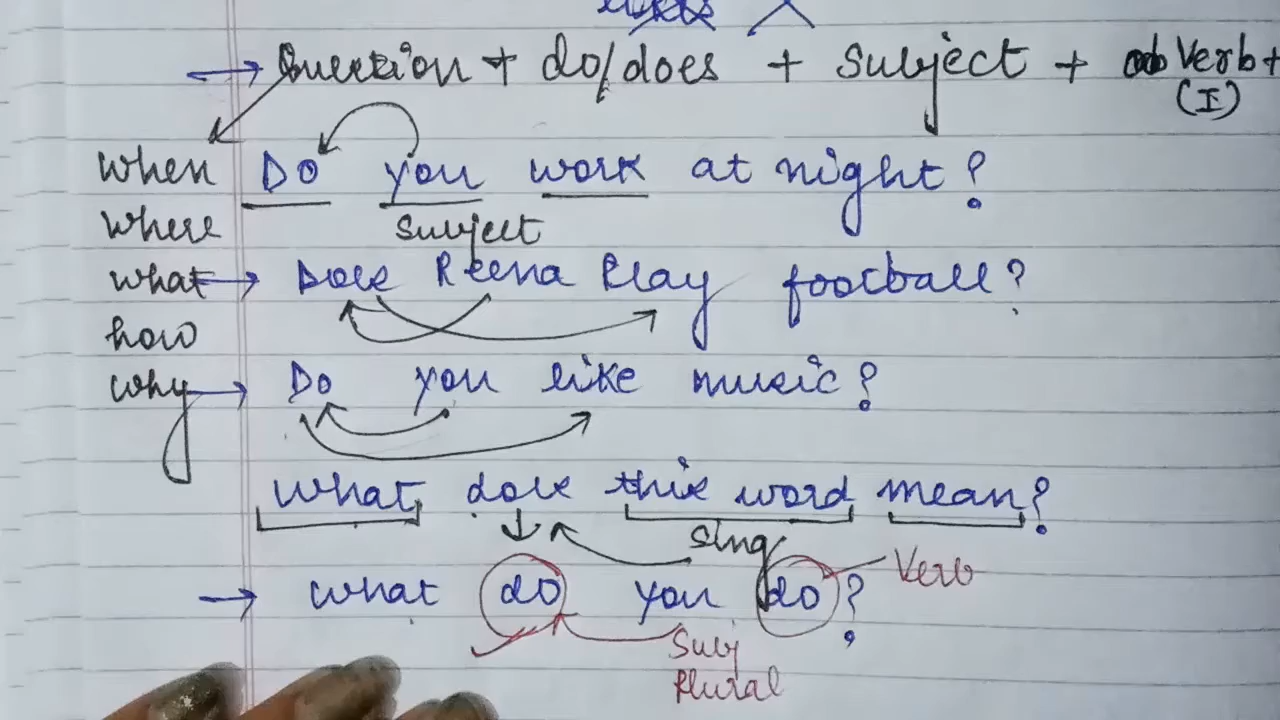 → Question + do/does + Subject + Verb +
(I)
when Do you work at night?
where Subject
what → Does Reena Play football?
how
why → Do you like music?
What does this word mean?
Sing
→ What do you do? Verb
Subj
Plural